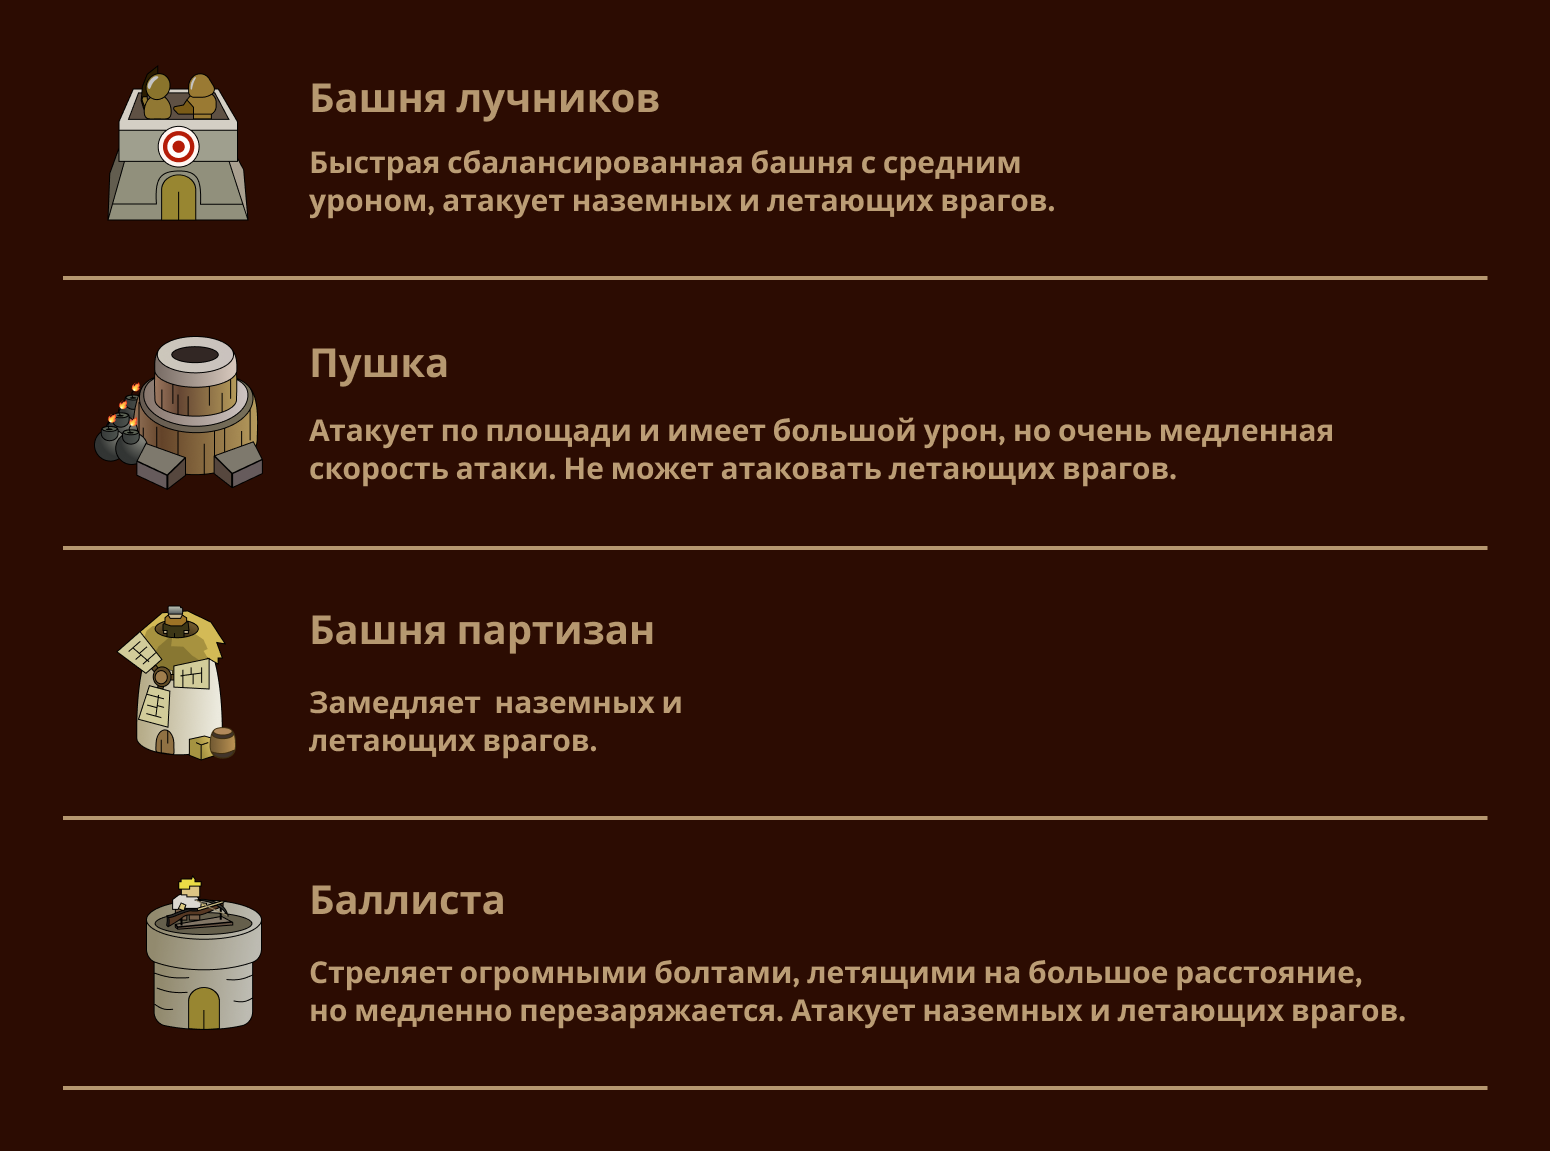 Башня лучников
Быстрая сбалансированная башня с средним
уроном, атакует наземных и летающих врагов.
Пушка
Атакует по площади и имеет большой урон, но очень медленная
скорость атаки. Не может атаковать летающих врагов.
Башня партизан
Замедляет  наземных и
летающих врагов.
Баллиста
Стреляет огромными болтами, летящими на большое расстояние,
но медленно перезаряжается. Атакует наземных и летающих врагов.